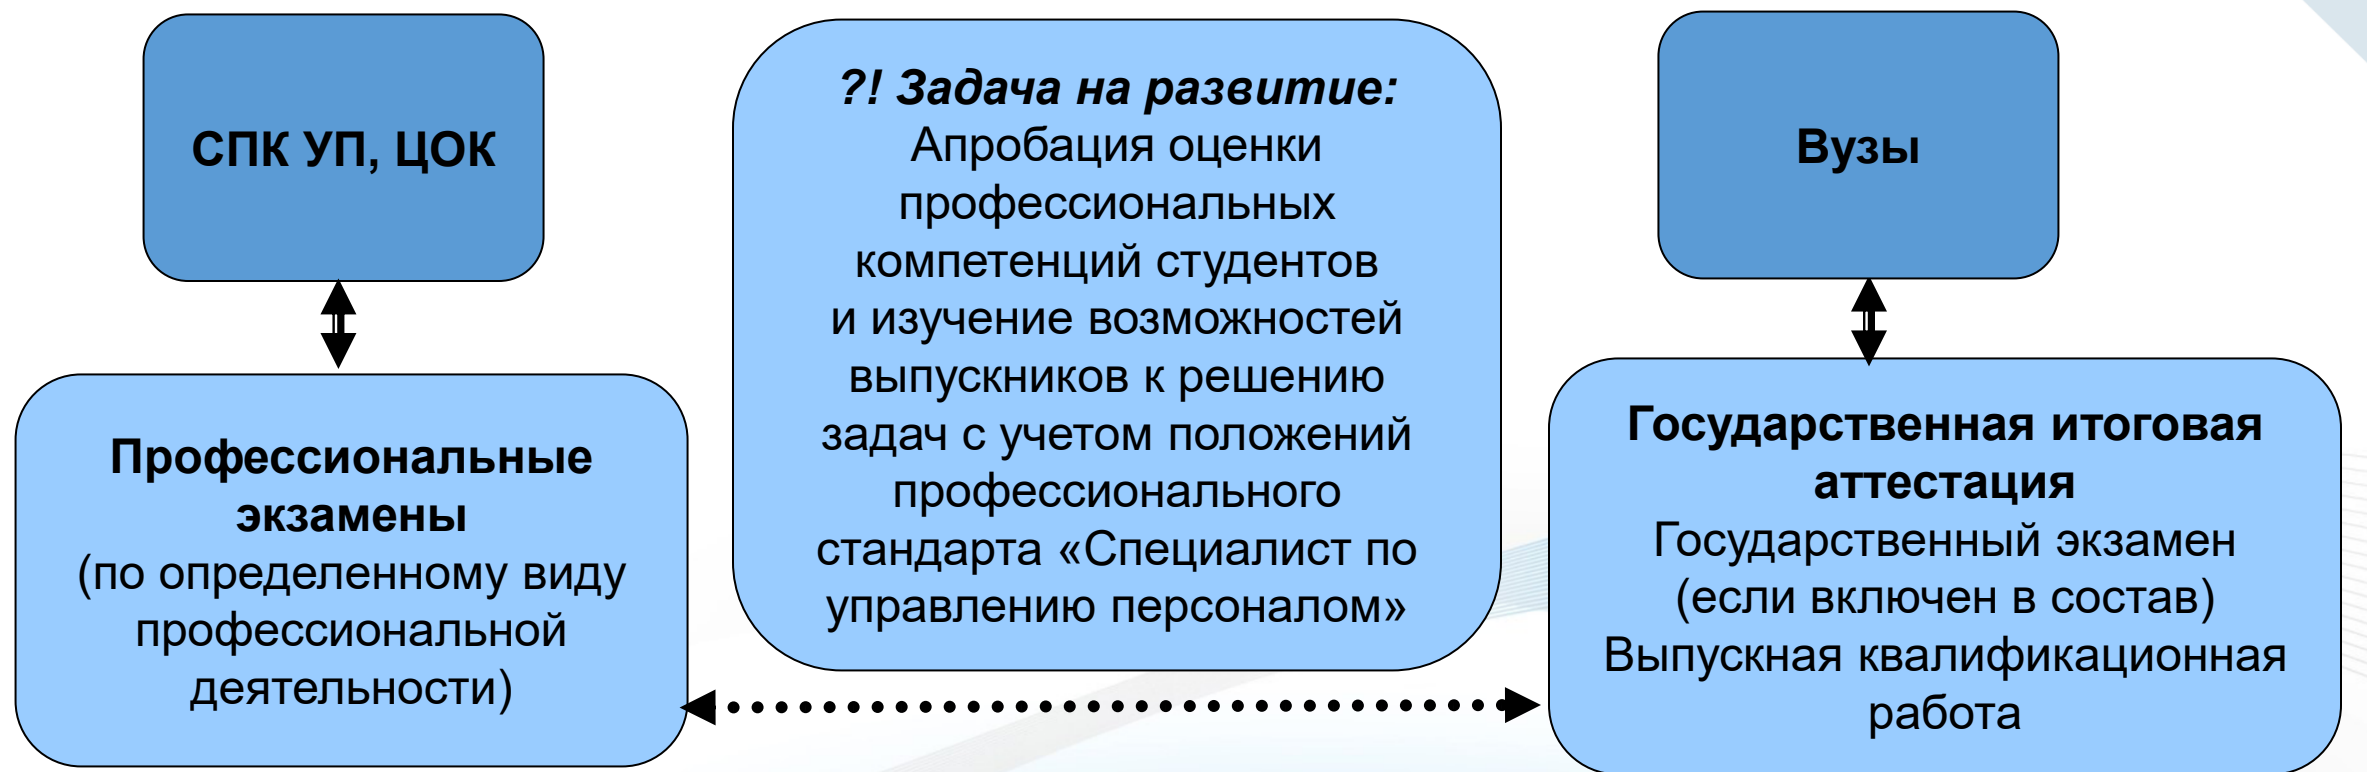 СПК УП, ЦОК
Профессиональные
экзамены
(по определенному виду
профессиональной
деятельности)
?! Задача на развитие:
Апробация оценки
профессиональных
компетенций студентов
и изучение возможностей
выпускников к решению
задач с учетом положений
профессионального
стандарта «Специалист по
управлению персоналом»
Вузы
Государственная итоговая
аттестация
Государственный экзамен
(если включен в состав)
Выпускная квалификационная
работа